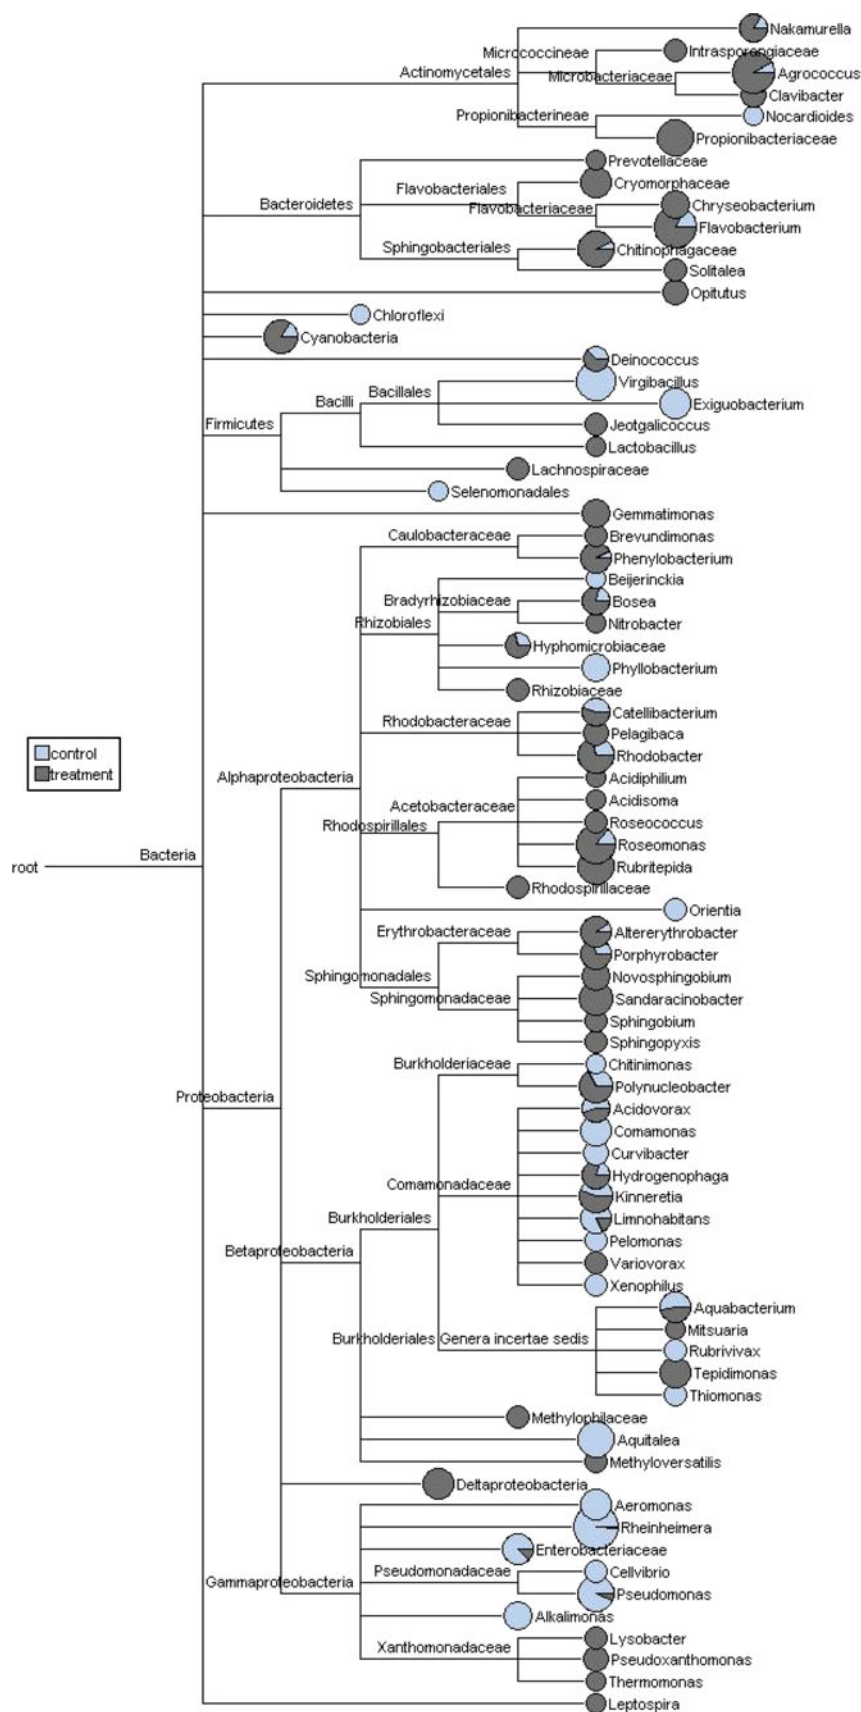 Nakamurella
Micrococcineae
Intrasporangiaceae
Actinomycetales
Agrococcus
Microbacteriaceae
Clavibacter
Propionibacterineae
Nocardioides
Propionibacteriaceae
Prevotellaceae
Flavobacteriales
Cryomorphaceae
Bacteroidetes
Flavobacteriaceae
Chryseobacterium
Flavobacterium
Sphingobacteriales
Chitinophagaceae
Solitalea
Opitutus
Chloroflexi
Cyanobacteria
Deinococcus
Bacillales
Virgibacillus
Bacilli
Exiguobacterium
Firmicutes
Jeotgalicoccus
Lactobacillus
Lachnospiraceae
Selenomonadales
Gemmatimonas
Caulobacteraceae
Brevundimonas
Phenylobacterium
Beijerinckia
Bradyrhizobiaceae
Bosea
Rhizobiales
Nitrobacter
Hyphomicrobiaceae
Phyllobacterium
Rhizobiaceae
Rhodobacteraceae
Catellibacterium
Pelagibaca
control
Rhodobacter
treatment
Alphaproteobacteria
Acidiphilium
Acetobacteraceae
Acidisoma
Rhodospirillales
Roseococcus
Roseomonas
Bacteria
root
Rubritepida
Rhodospirillaceae
Orientia
Erythrobacteraceae
Altererythrobacter
Porphyrobacter
Sphingomonadales
Novosphingobium
Sphingomonadaceae
Sandaracinobacter
Sphingobium
Sphingopyxis
Burkholderiaceae
Chitinimonas
Polynucleobacter
Proteobacteria
Acidovorax
Comamonas
Curvibacter
Comamonadaceae
Hydrogenophaga
Kinneretia
Burkholderiales
Limnohabitans
Pelomonas
Betaproteobacteria
Variovorax
Xenophilus
Aquabacterium
Burkholderiales Genera incertae sedis
Mitsuaria
Rubrivivax
Tepidimonas
Thiomonas
Methylophilaceae
Aquitalea
Methyloversatilis
Deltaproteobacteria
Aeromonas
Rheinheimera
Enterobacteriaceae
Pseudomonadaceae
Cellvibrio
Gammaproteobacteria
Pseudomonas
Alkalimonas
Xanthomonadaceae
Lysobacter
Pseudoxanthomonas
Thermomonas
Leptospira